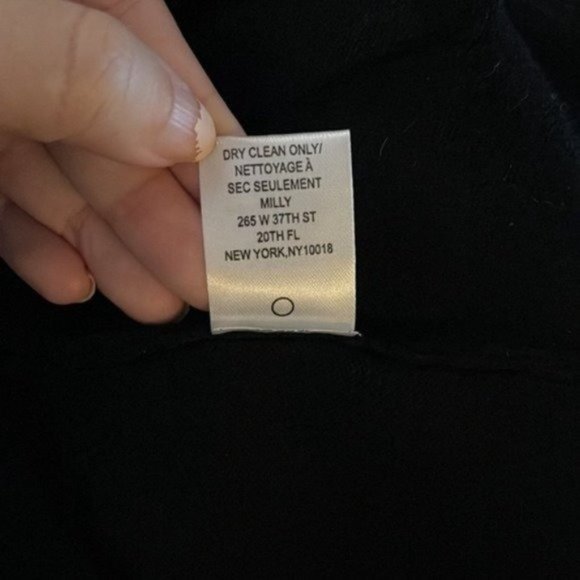 DRY CLEAN ONLY/
NETTOYAGE À
SEC SEULEMENT
MILLY
265 W 37TH ST
20TH FL
NEW YORK,NY10018